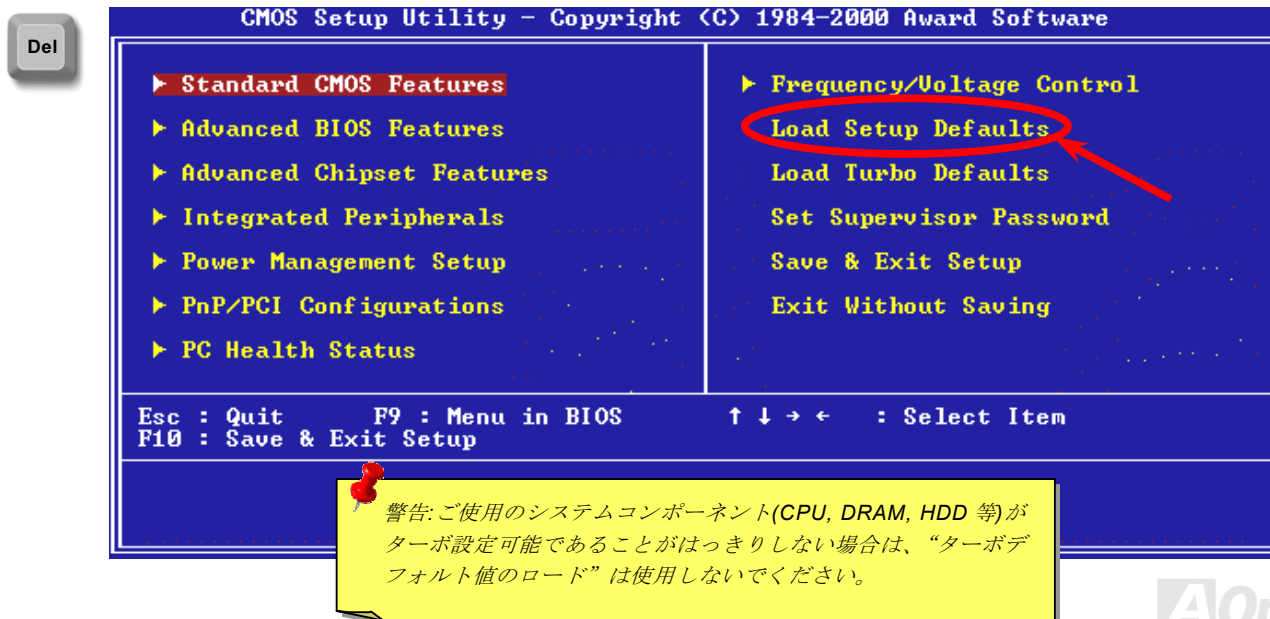 Del
CMOS Setup Utility – Copyright (C) 1984–2000 Award Software
▶ Standard CMOS Features
▶ Advanced BIOS Features
▶ Advanced Chipset Features
▶ Integrated Peripherals
▶ Power Management Setup
▶ PnP/PCI Configurations
▶ PC Health Status
▶ Frequency/Voltage Control
Load Setup Defaults
Load Turbo Defaults
Set Supervisor Password
Save & Exit Setup
Exit Without Saving
Esc : Quit F9 : Menu in BIOS ↑ ↓ → ← : Select Item
F10 : Save & Exit Setup
警告:ご使用のシステムコンポーネント(CPU, DRAM, HDD 等)が
ターボ設定可能であることがはっきりしない場合は、“ターボデ
フォルト値のロード”は使用しないでください。